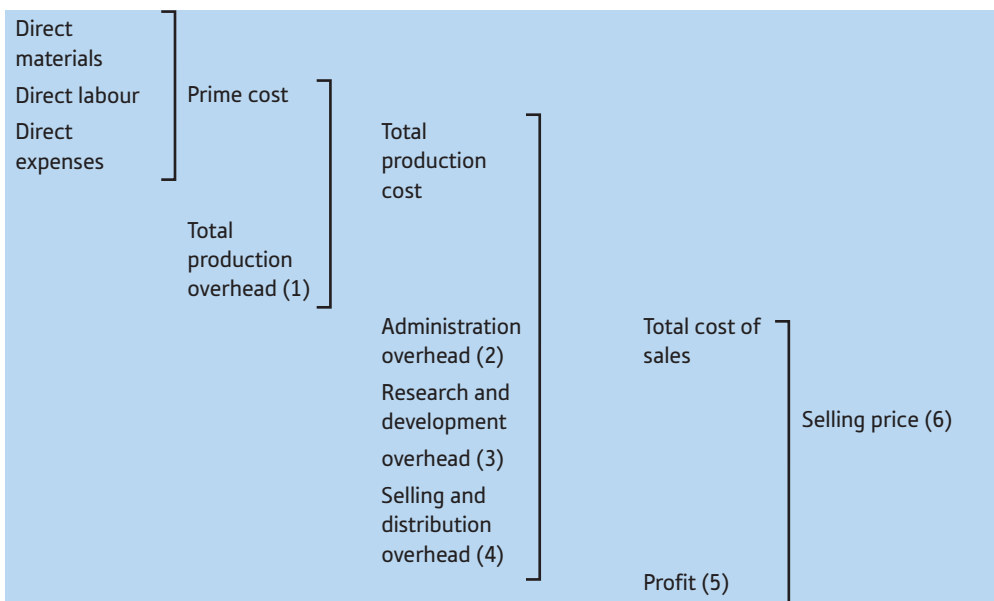 Direct
materials
Direct labour
Direct
expenses
Prime cost
Total
production
overhead (1)
Total
production
cost
Administration
overhead (2)
Research and
development
overhead (3)
Selling and
distribution
overhead (4)
Total cost of
sales
Profit (5)
Selling price (6)